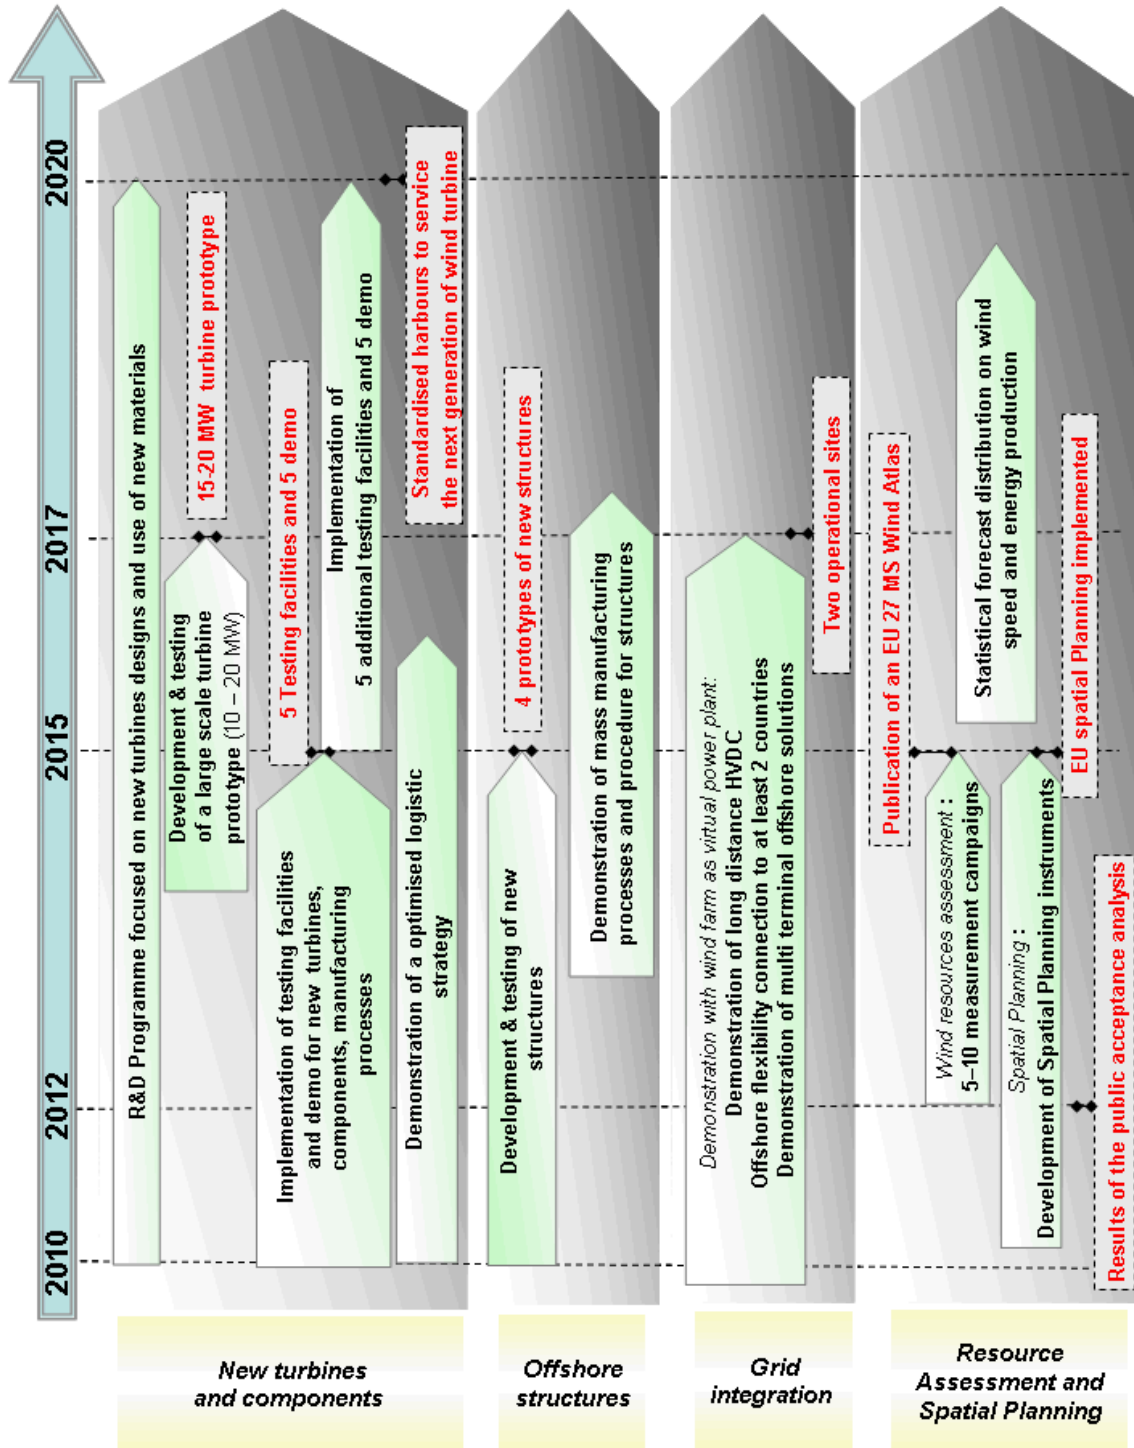 2010
2012
2015
2017
2020
New turbines
and components
R&D Programme focused on new turbines designs and use of new materials
Development & testing
of a large scale turbine
prototype (10 – 20 MW)
15-20 MW turbine prototype
Implementation of testing facilities
and demo for new turbines,
components, manufacturing
processes
5 Testing facilities and 5 demo
Implementation of
5 additional testing facilities and 5 demo
Demonstration of a optimised logistic
strategy
Standardised harbours to service
the next generation of wind turbine
Offshore
structures
Development & testing of new
structures
4 prototypes of new structures
Demonstration of mass manufacturing
processes and procedure for structures
Grid
integration
Demonstration with wind farm as virtual power plant:
Demonstration of long distance HVDC
Offshore flexibility connection to at least 2 countries
Demonstration of multi terminal offshore solutions
Two operational sites
Resource
Assessment and
Spatial Planning
Publication of an EU 27 MS Wind Atlas
Wind resources assessment :
5–10 measurement campaigns
Statistical forecast distribution on wind
speed and energy production
Spatial Planning :
Development of Spatial Planning instruments
EU spatial Planning implemented
Results of the public acceptance analysis